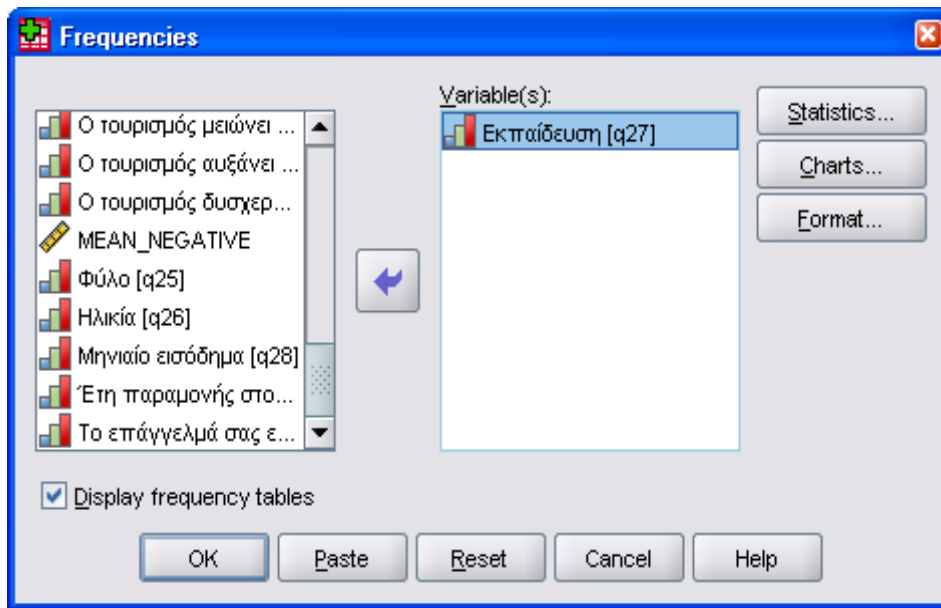 Frequencies
Ο τουρισμός μειώνει ...
Ο τουρισμός αυξάνει ...
Ο τουρισμός δυσχερ...
MEAN_NEGATIVE
Φύλο [q25]
Ηλικία [q26]
Μηνιαίο εισόδημα [q28]
Έτη παραμονής στο...
Το επάγγελμά σας ε...
Variable(s):
Εκπαίδευση [q27]
Statistics...
Charts...
Format...
Display frequency tables
OK
Paste
Reset
Cancel
Help